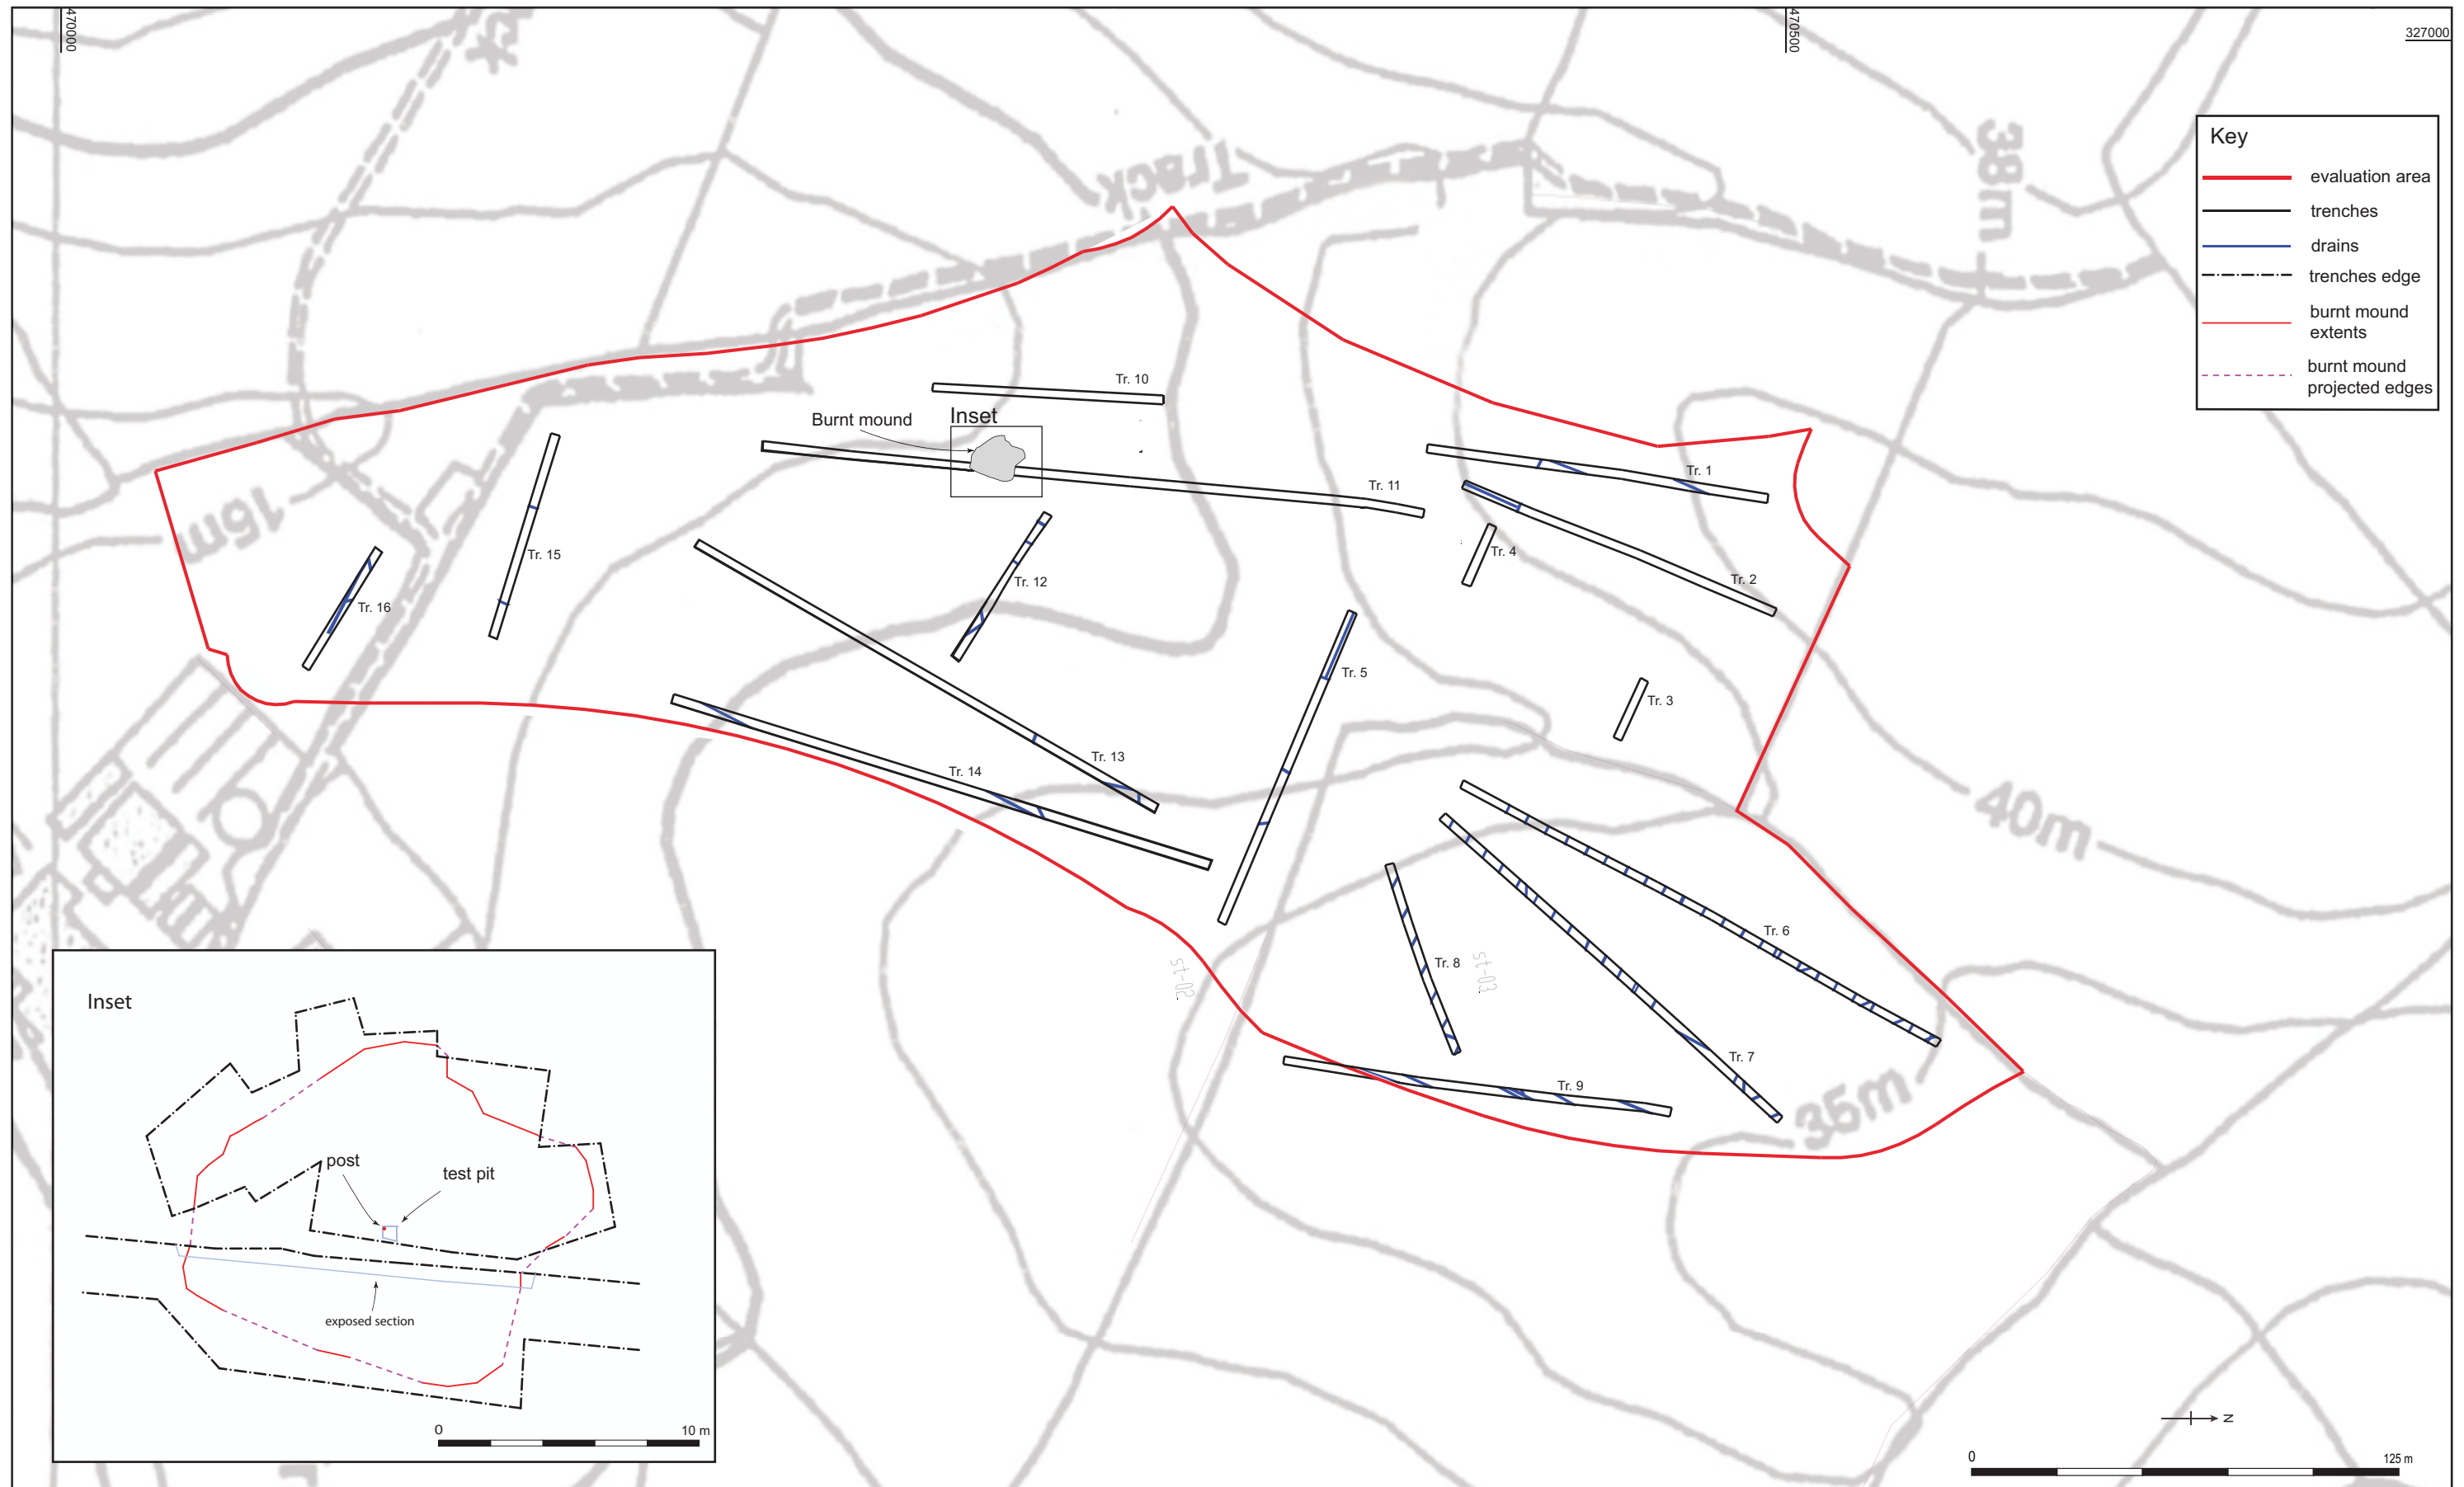 470000
470500
327000
Key
evaluation area
trenches
drains
trenches edge
burnt mound
extents
burnt mound
projected edges
Track
38m
Tr. 10
Burnt mound
Inset
Tr. 11
Tr. 1
Tr. 2
Tr. 4
16m
Tr. 15
Tr. 16
Tr. 12
Tr. 5
Tr. 3
Tr. 13
Tr. 14
40m
Tr. 6
Tr. 8
st-02
st-03
Tr. 7
Tr. 9
35m
Inset
post
test pit
exposed section
0
10 m
N
0
125 m